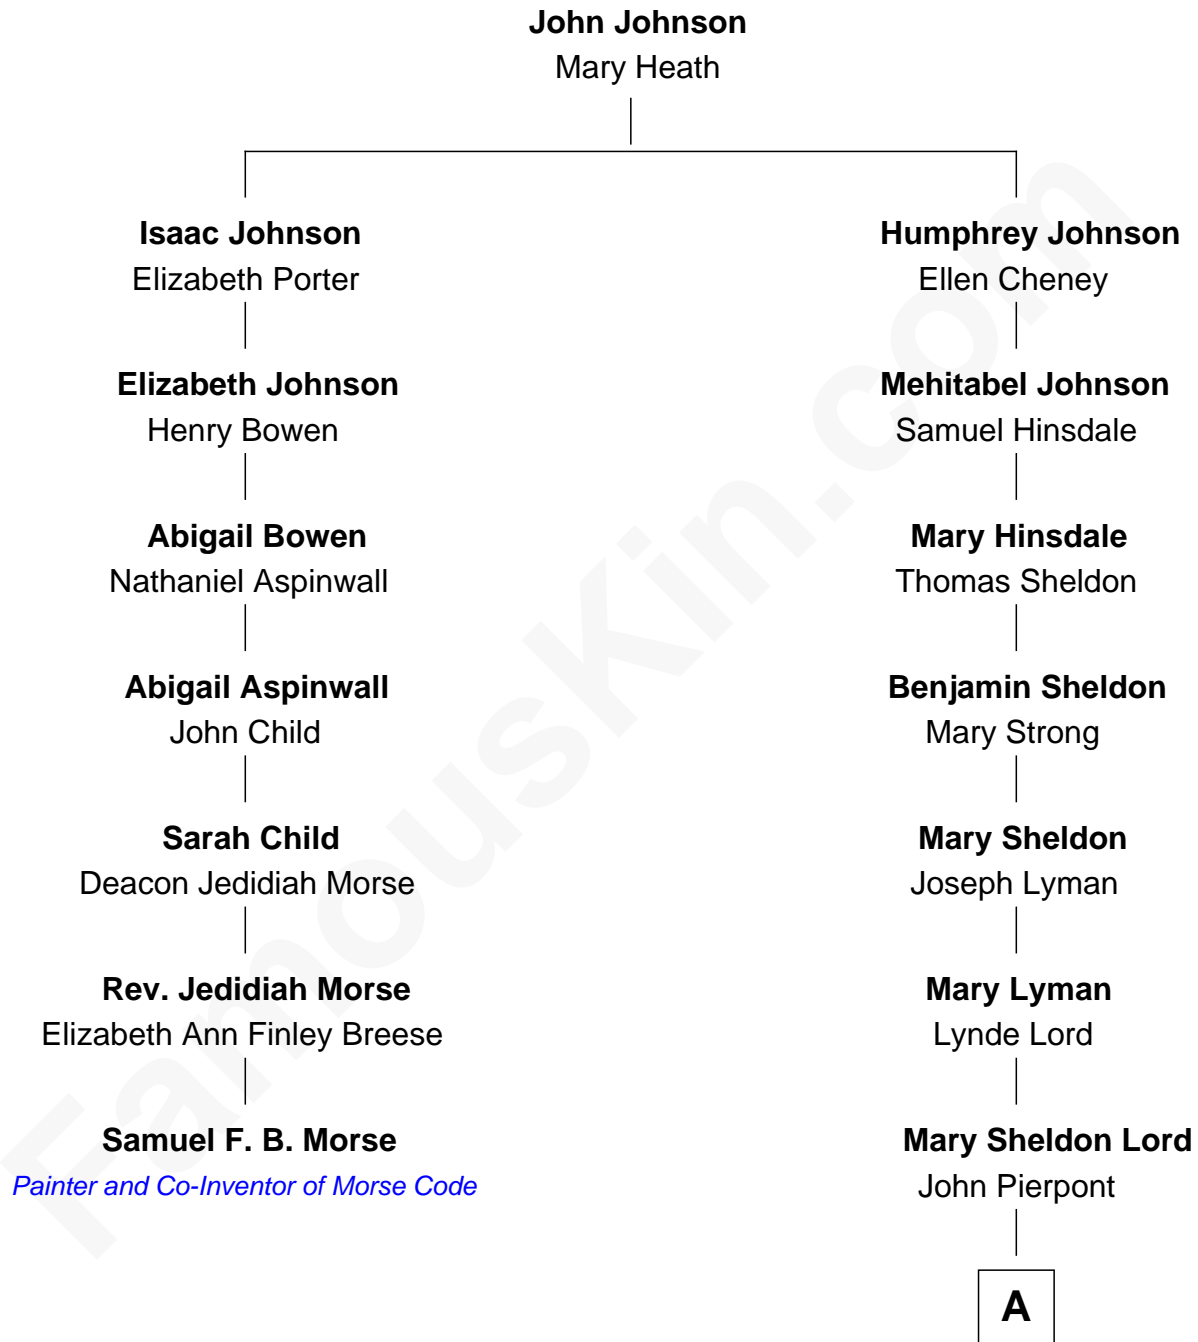 John Johnson
Mary Heath
Isaac Johnson
Elizabeth Porter
Humphrey Johnson
Ellen Cheney
Elizabeth Johnson
Henry Bowen
Mehitabel Johnson
Samuel Hinsdale
Abigail Bowen
Nathaniel Aspinwall
Mary Hinsdale
Thomas Sheldon
Abigail Aspinwall
John Child
Benjamin Sheldon
Mary Strong
Sarah Child
Deacon Jedidiah Morse
Mary Sheldon
Joseph Lyman
Rev. Jedidiah Morse
Elizabeth Ann Finley Breese
Mary Lyman
Lynde Lord
Samuel F. B. Morse
Painter and Co-Inventor of Morse Code
Mary Sheldon Lord
John Pierpont
A
FamousKin.com